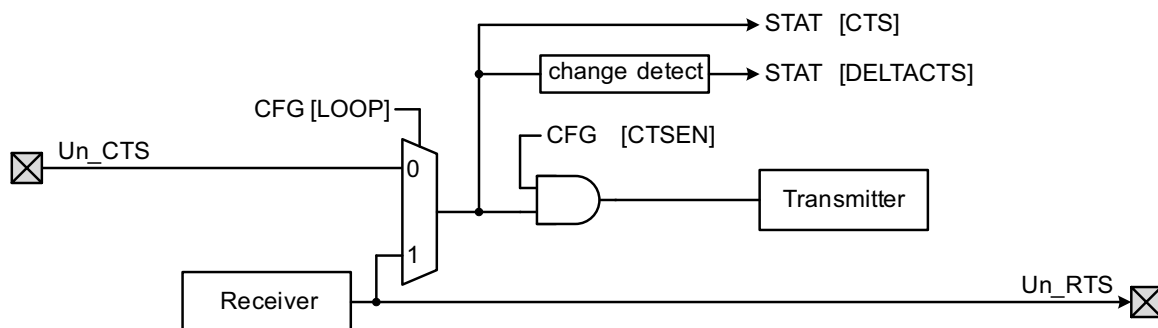 STAT [CTS]
change detect
STAT [DELTACTS]
CFG [LOOP]
CFG [CTSEN]
Un_CTS
0
Transmitter
1
Un_RTS
Receiver